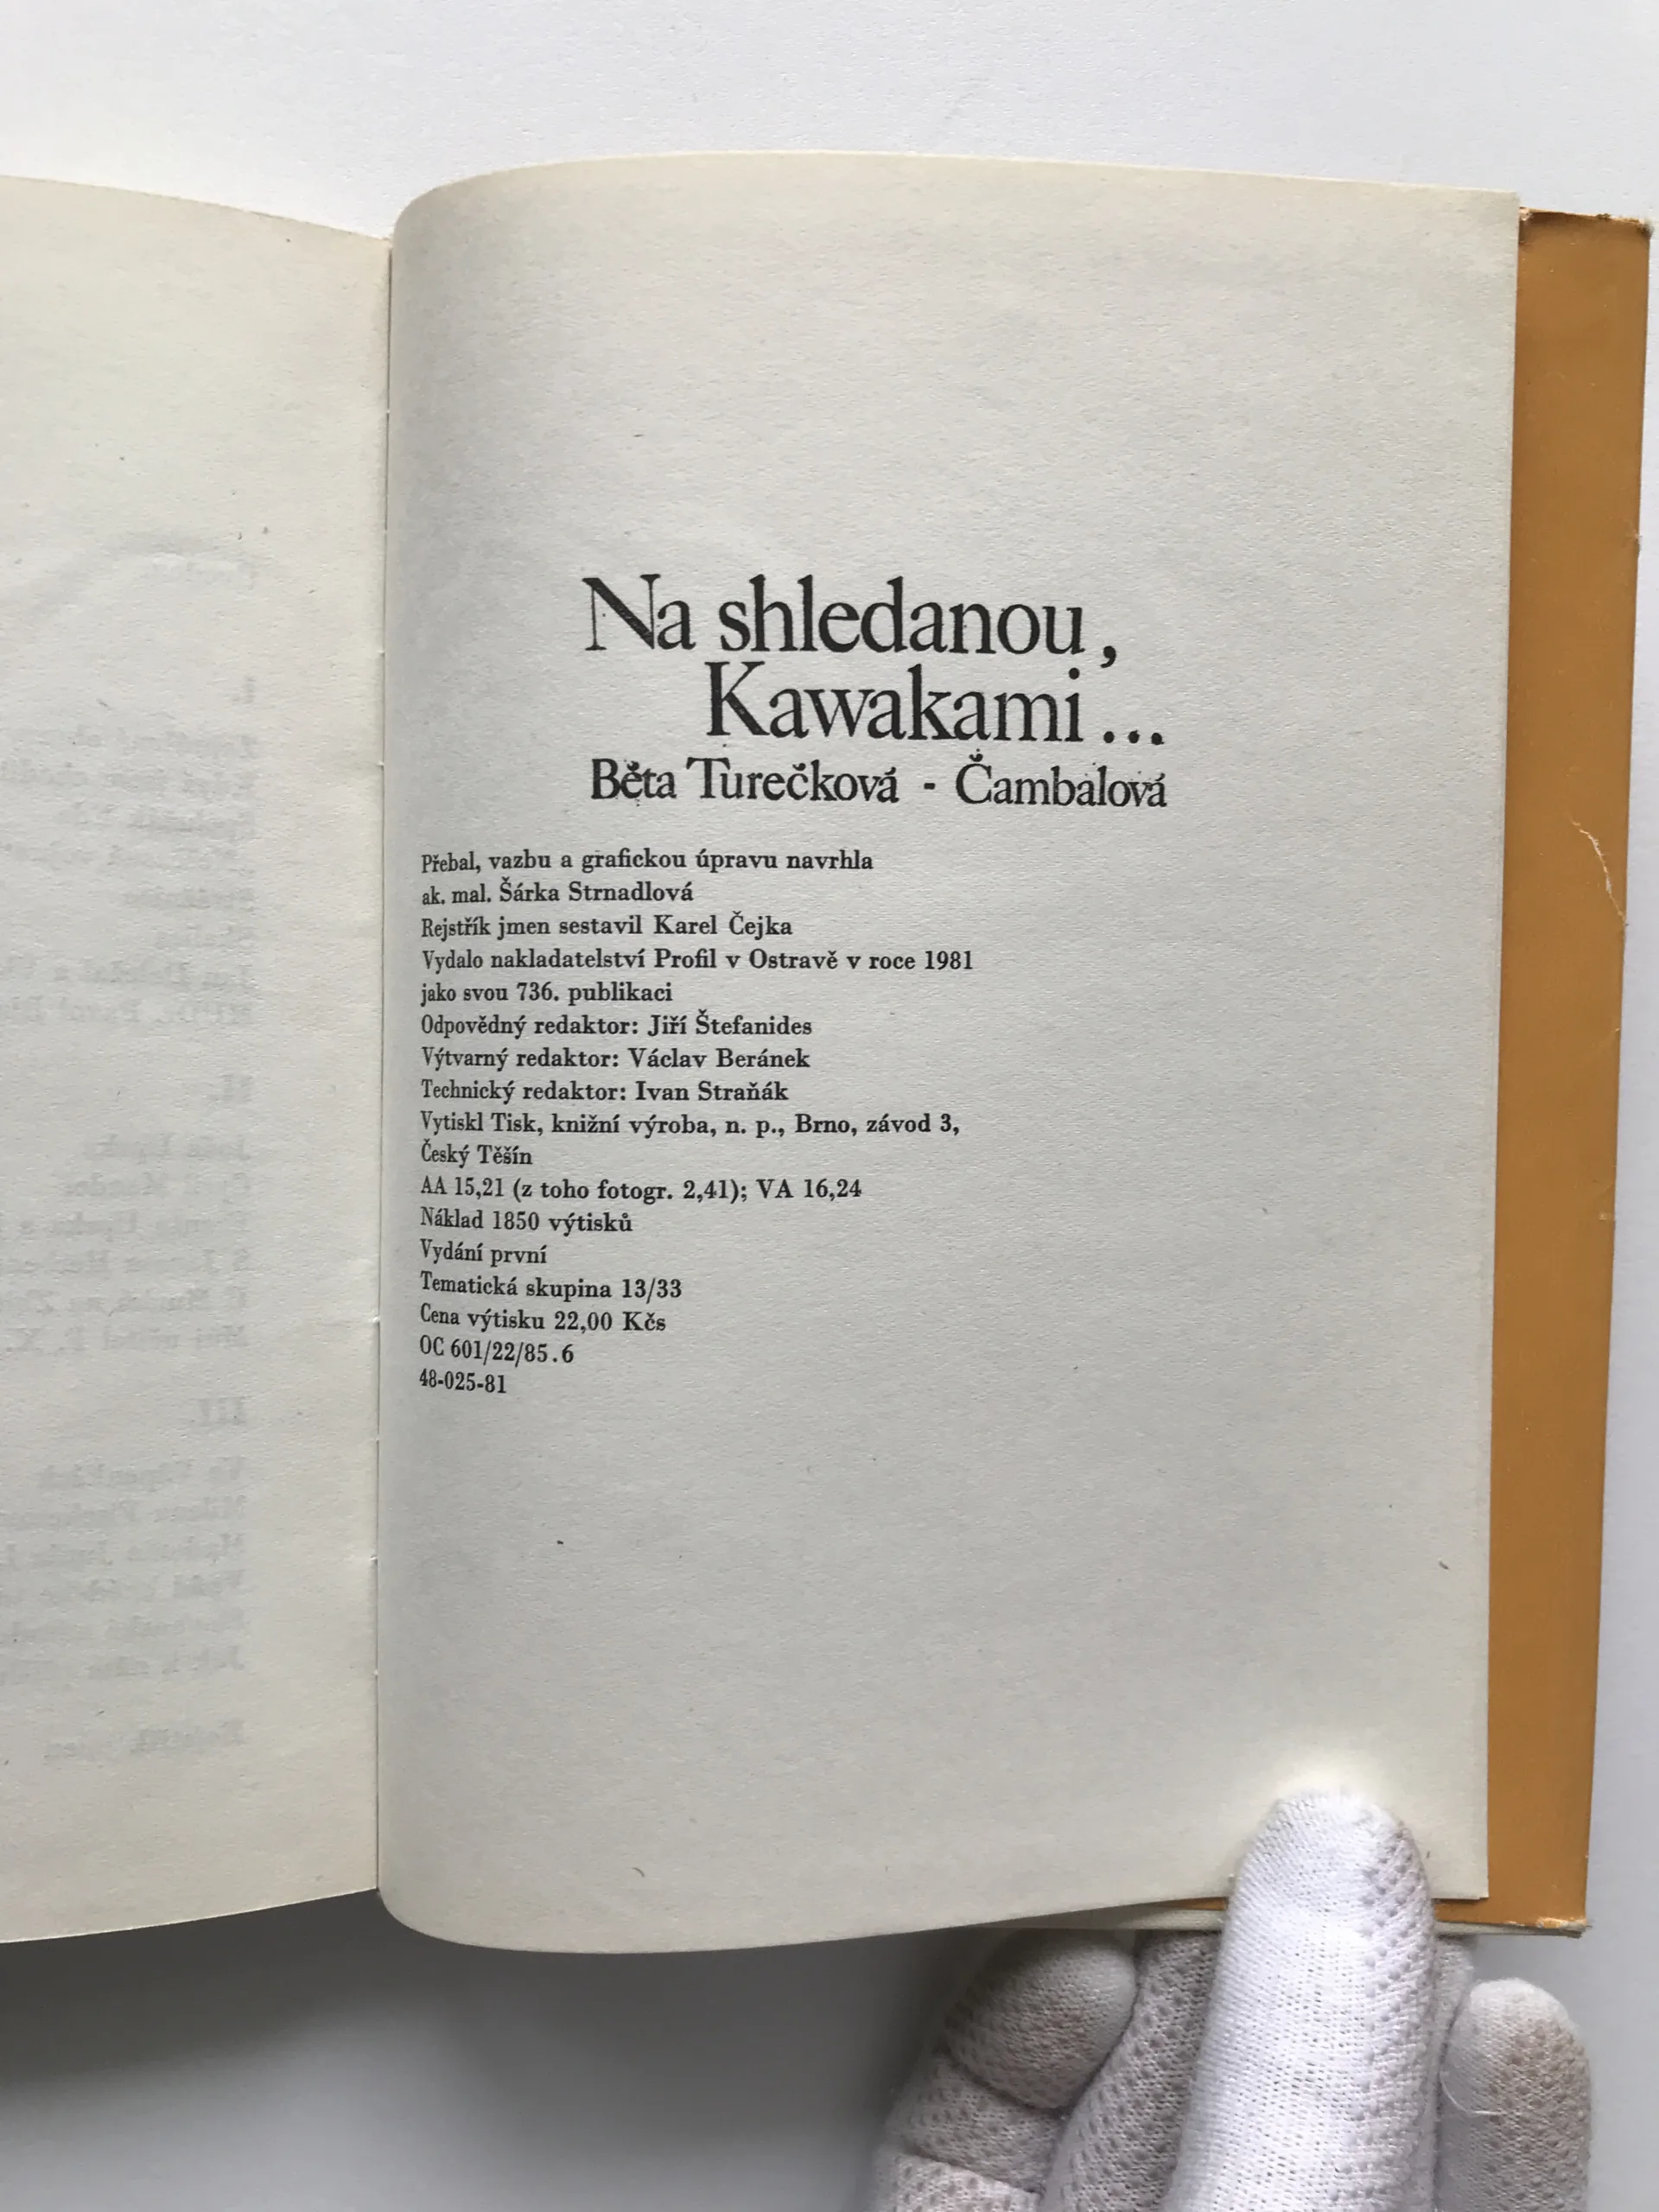 Na shledanou,
Kawakami...
Běta Turečková - Čambalová
Přebal, vazbu a grafickou úpravu navrhla
ak. mal. Šárka Strnadlová
Rejstřík jmen sestavil Karel Čejka
Vydalo nakladatelství Profil v Ostravě v roce 1981
jako svou 736. publikaci
Odpovědný redaktor: Jiří Štefanides
Výtvarný redaktor: Václav Beránek
Technický redaktor: Ivan Straňák
Vytiskl Tisk, knižní výroba, n. p., Brno, závod 3,
Český Těšín
AA 15,21 (z toho fotogr. 2,41); VA 16,24
Náklad 1850 výtisků
Vydání první
Tematická skupina 13/33
Cena výtisku 22,00 Kčs
OC 601/22/85.6
48-025-81